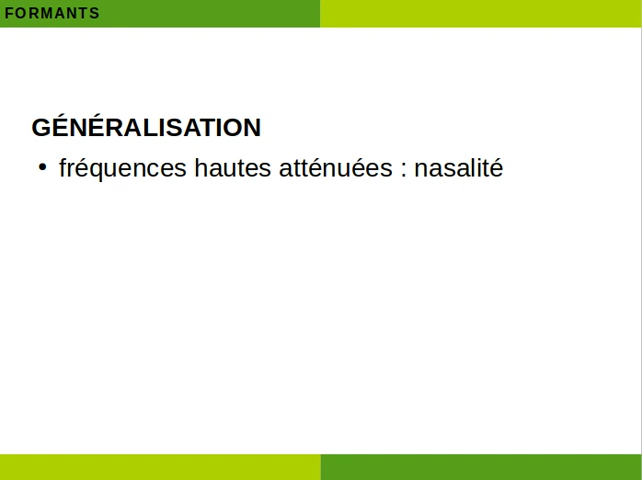 FORMANTS
GÉNÉRALISATION
• fréquences hautes atténuées : nasalité